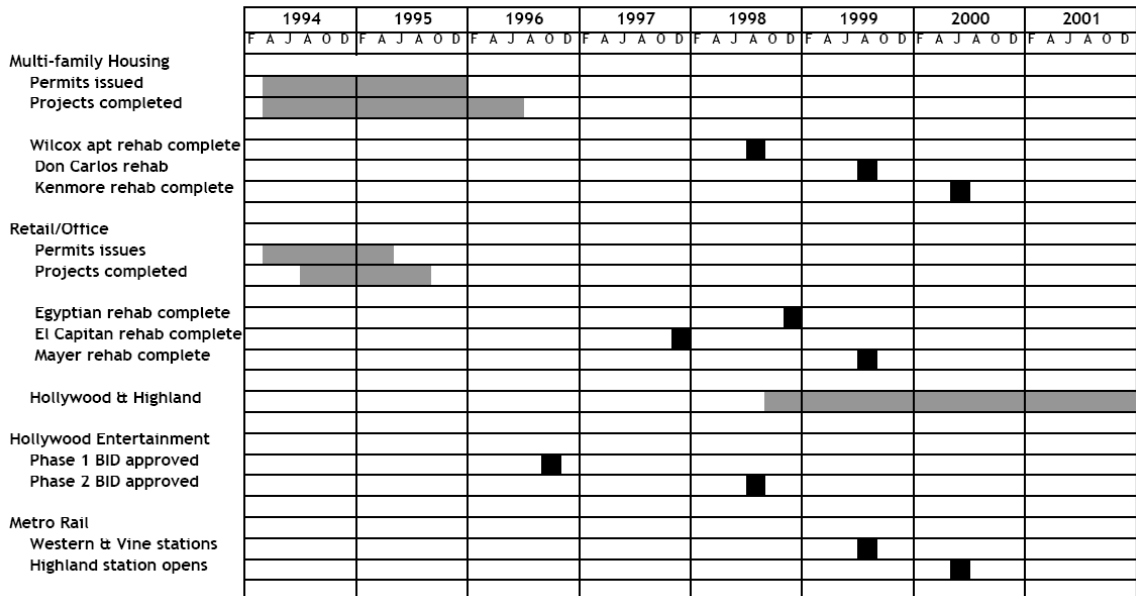 1994 1995 1996 1997 1998 1999 2000 2001
F A J A O D F A J A O D F A J A O D F A J A O D F A J A O D F A J A O D F A J A O D F A J A O D
Multi-family Housing
Permits issued
Projects completed
Wilcox apt rehab complete
Don Carlos rehab
Kenmore rehab complete
Retail/Office
Permits issues
Projects completed
Egyptian rehab complete
El Capitan rehab complete
Mayer rehab complete
Hollywood & Highland
Hollywood Entertainment
Phase 1 BID approved
Phase 2 BID approved
Metro Rail
Western & Vine stations
Highland station opens